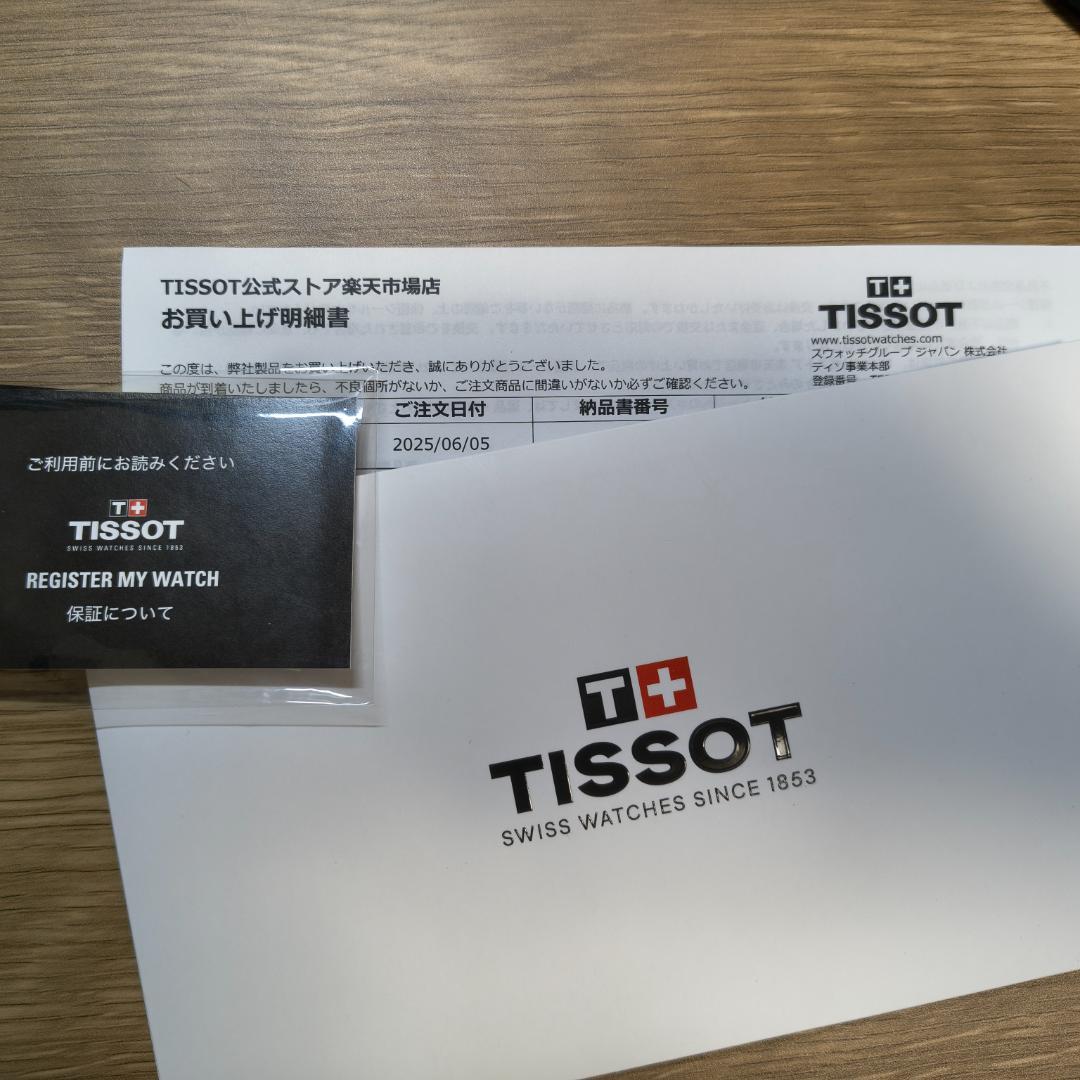 TISSOT公式ストア楽天市場店
お買い上げ明細書
この度は、弊社製品をお買い上げいただき、誠にありがとうございました。
商品が到着いたしましたら、不良個所がないか、ご注文商品に間違いがないか必ずご確認ください。
T+
TISSOT
www.tissotwatches.com
スウォッチグループ ジャパン 株式会社
ティソ事業本部
登録番号
ご注文日付 納品書番号
2025/06/05
ご利用前にお読みください
T+
TISSOT
SWISS WATCHES SINCE 1853
REGISTER MY WATCH
保証について
T+
TISSOT
SWISS WATCHES SINCE 1853